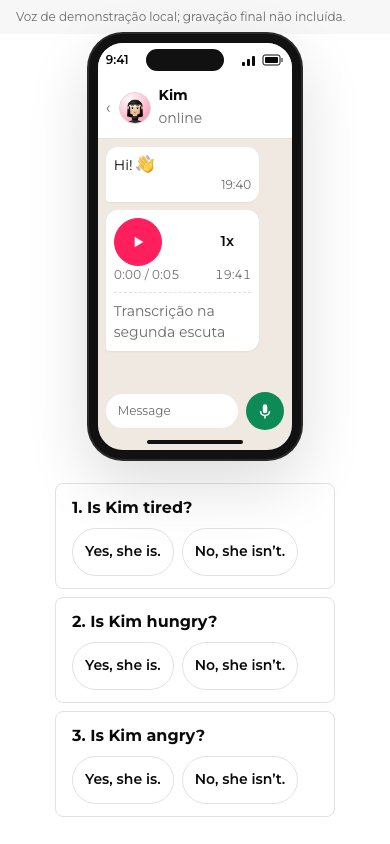 Voz de demonstração local; gravação final não incluída.
9:41
‹
Kim
online
Hi! 👋
19:40
1x
0:00 / 0:05
19:41
Transcrição na
segunda escuta
Message
1. Is Kim tired?
Yes, she is.
No, she isn’t.
2. Is Kim hungry?
Yes, she is.
No, she isn’t.
3. Is Kim angry?
Yes, she is.
No, she isn’t.